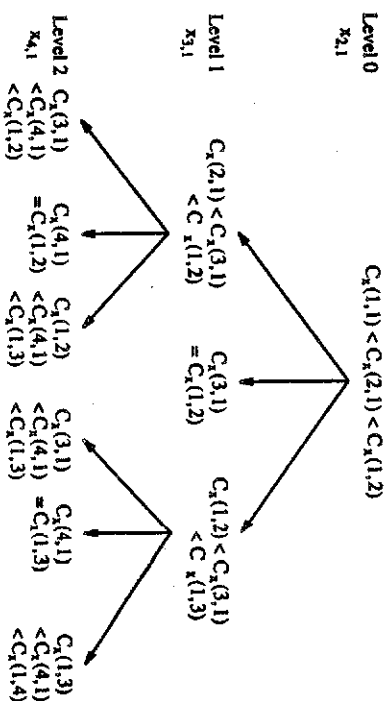 Level 0
x2,1
Cx(1,1) < Cx(2,1) < Cx(1,2)
Level 1
x3,1
Cx(2,1) < Cx(3,1)
< C x(1,2)
Cx(3,1)
= Cx(1,2)
Cx(1,2) < Cx(3,1)
< C x(1,3)
Level 2
x4,1
Cx(3,1)
< Cx(4,1)
< Cx(1,2)
Cx(4,1)
= Cx(1,2)
Cx(1,2)
< Cx(4,1)
< Cx(1,3)
Cx(3,1)
< Cx(4,1)
< Cx(1,3)
Cx(4,1)
= Cx(1,3)
Cx(1,3)
< Cx(4,1)
< Cx(1,4)